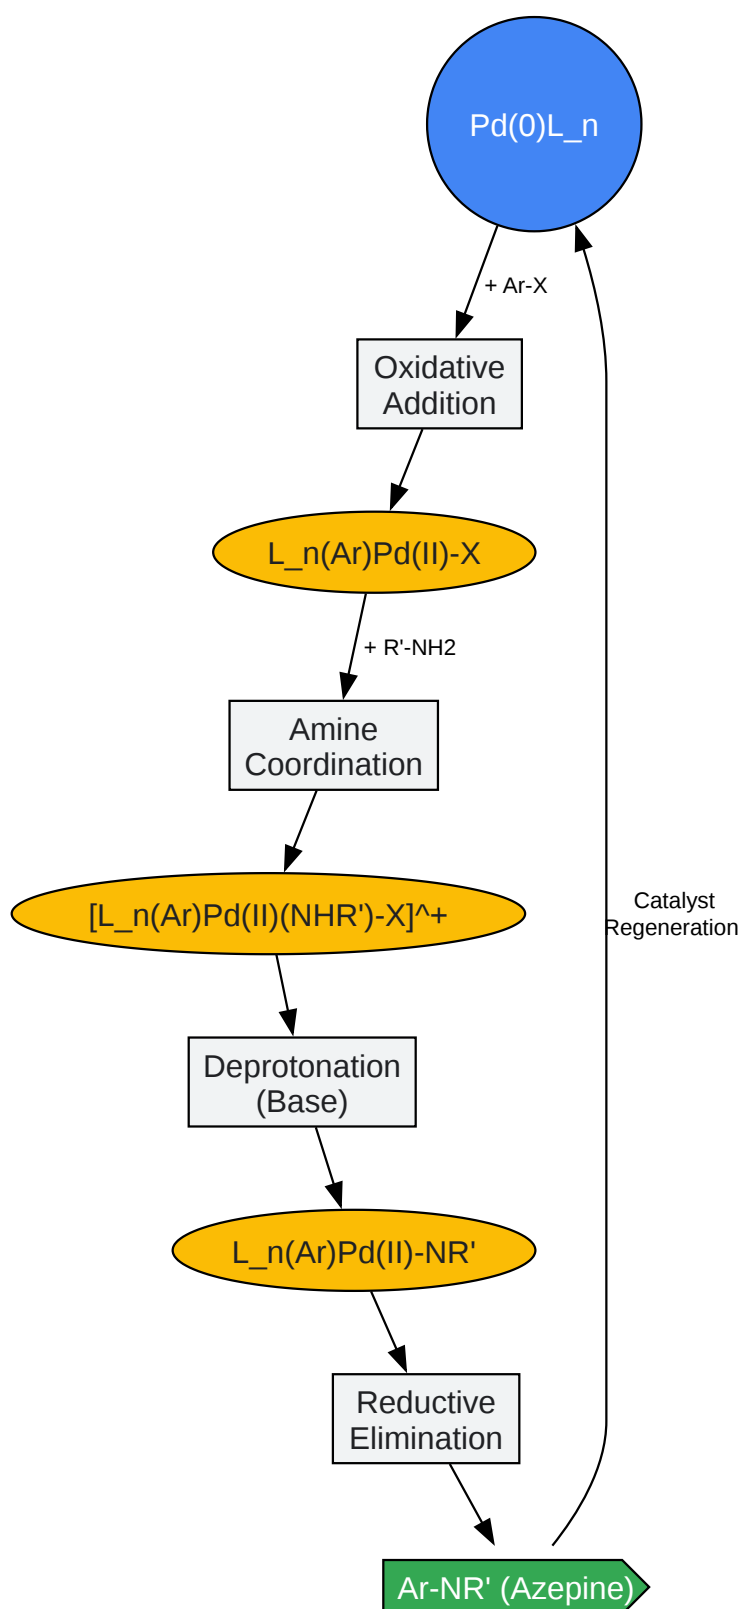 Pd(0)L_n
+ Ar-X
Oxidative
Addition
L_n(Ar)Pd(II)-X
+ R'-NH2
Amine
Coordination
[L_n(Ar)Pd(II)(NHR')-X]^+
Catalyst
Regeneration
Deprotonation
(Base)
L_n(Ar)Pd(II)-NR'
Reductive
Elimination
Ar-NR' (Azepine)